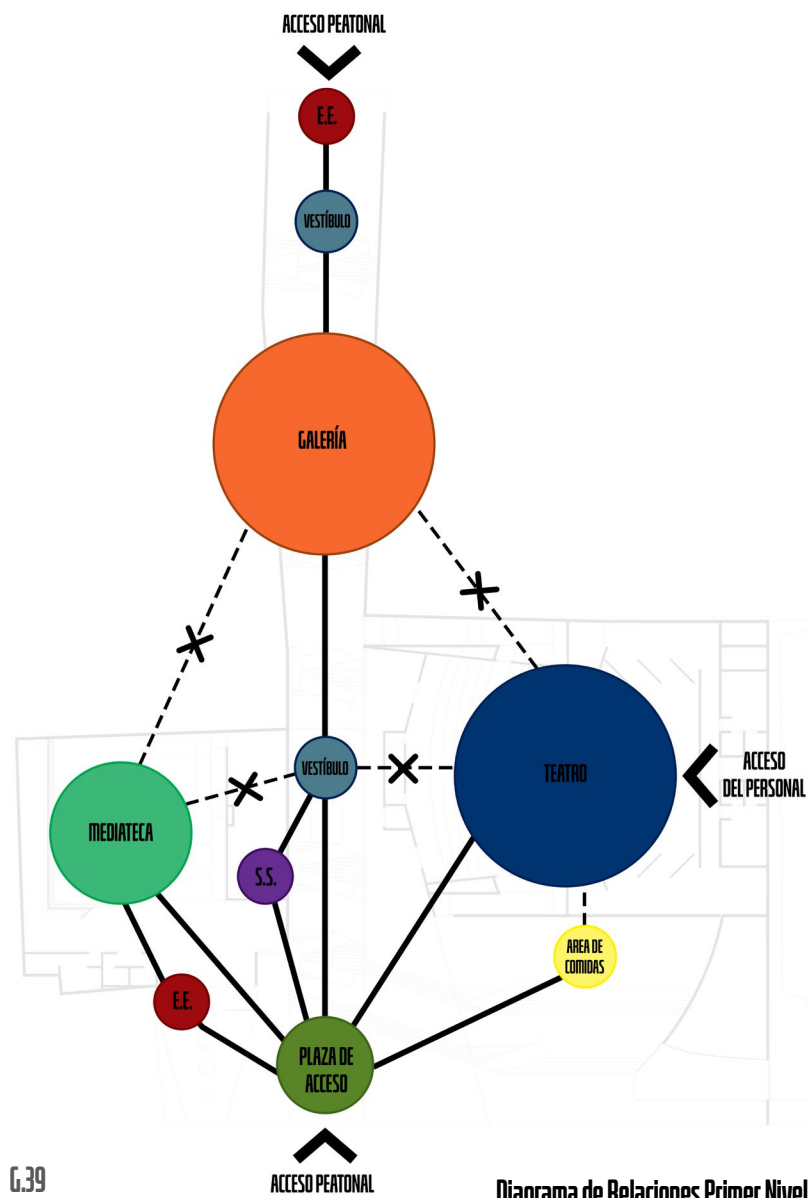 ACCESO PEATONAL
E.E.
VESTÍBULO
GALERÍA
VESTÍBULO
TEATRO
ACCESO
DEL PERSONAL
MEDIATECA
S.S.
AREA DE
COMIDAS
E.E.
PLAZA DE
ACCESO
ACCESO PEATONAL
G.39
Diagrama de Relaciones Primer Nivel